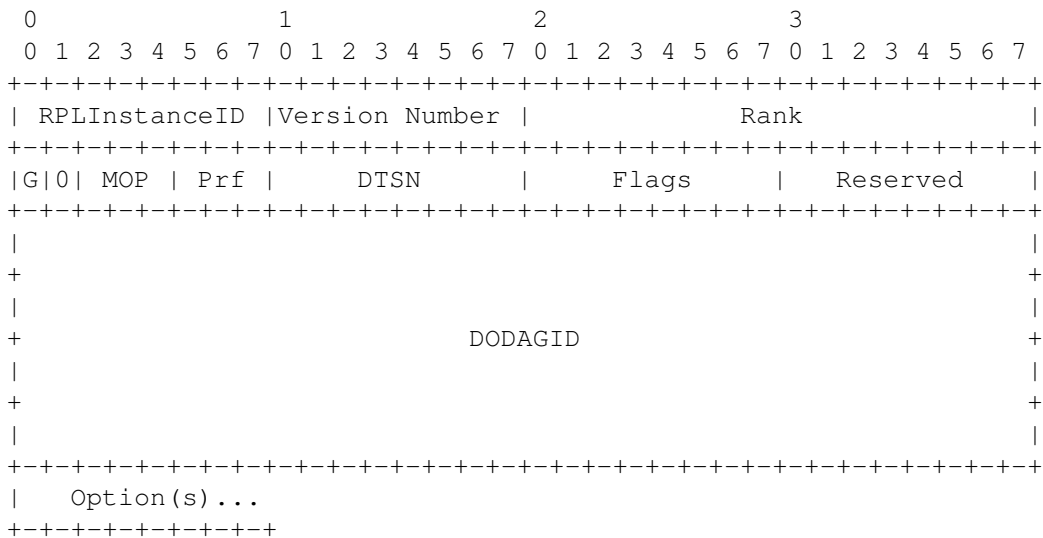 0                   1                   2                   3
 0 1 2 3 4 5 6 7 0 1 2 3 4 5 6 7 0 1 2 3 4 5 6 7 0 1 2 3 4 5 6 7
+-+-+-+-+-+-+-+-+-+-+-+-+-+-+-+-+-+-+-+-+-+-+-+-+-+-+-+-+-+-+-+-+
| RPLInstanceID |Version Number |             Rank              |
+-+-+-+-+-+-+-+-+-+-+-+-+-+-+-+-+-+-+-+-+-+-+-+-+-+-+-+-+-+-+-+-+
|G|0| MOP | Prf |     DTSN      |     Flags     |   Reserved    |
+-+-+-+-+-+-+-+-+-+-+-+-+-+-+-+-+-+-+-+-+-+-+-+-+-+-+-+-+-+-+-+-+
|                                                               |
+                                                               +
|                                                               |
+                            DODAGID                            +
|                                                               |
+                                                               +
|                                                               |
+-+-+-+-+-+-+-+-+-+-+-+-+-+-+-+-+-+-+-+-+-+-+-+-+-+-+-+-+-+-+-+-+
|   Option(s)...
+-+-+-+-+-+-+-+-+